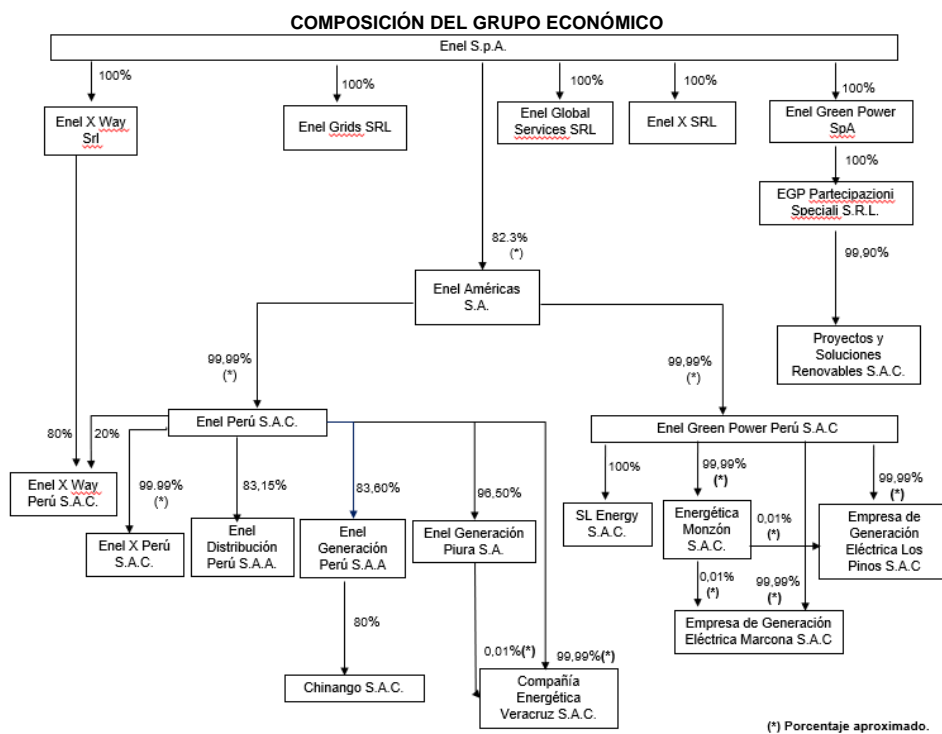 COMPOSICIÓN DEL GRUPO ECONÓMICO
Enel S.p.A.
100%
100%
100%
100%
100%
Enel X Way
Srl
Enel Grids SRL
Enel Global
Services SRL
Enel X SRL
Enel Green Power
SpA
100%
EGP Partecipazioni
Speciali S.R.L.
82.3%
(*)
99,90%
Enel Américas
S.A.
Proyectos y
Soluciones
Renovables S.A.C.
99,99%
(*)
99,99%
(*)
Enel Perú S.A.C.
Enel Green Power Perú S.A.C
80%
20%
99.99%
(*)
83,15%
83,60%
96,50%
100%
99,99%
(*)
99,99%
(*)
Enel X Way
Perú S.A.C.
Enel X Perú
S.A.C.
Enel
Distribución
Perú S.A.A.
Enel
Generación
Perú S.A.A
Enel Generación
Piura S.A.
SL Energy
S.A.C.
Energética
Monzón
S.A.C.
0,01%
(*)
Empresa de
Generación
Eléctrica Los
Pinos S.A.C
0,01%
(*)
99,99%
(*)
Empresa de Generación
Eléctrica Marcona S.A.C
80%
0,01%(*)
99,99%(*)
Chinango S.A.C.
Compañía
Energética
Veracruz S.A.C.
(*) Porcentaje aproximado.